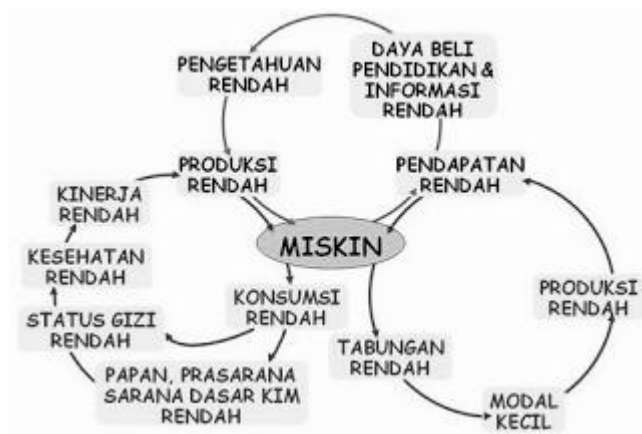 DAYA BELI
PENDIDIKAN &
INFORMASI
RENDAH
PENGETAHUAN
RENDAH
PRODUKSI
RENDAH
PENDAPATAN
RENDAH
KINERJA
RENDAH
MISKIN
KESEHATAN
RENDAH
KONSUMSI
RENDAH
PRODUKSI
RENDAH
STATUS GIZI
RENDAH
TABUNGAN
RENDAH
PAPAN, PRASARANA
SARANA DASAR KIM
RENDAH
MODAL
KECIL